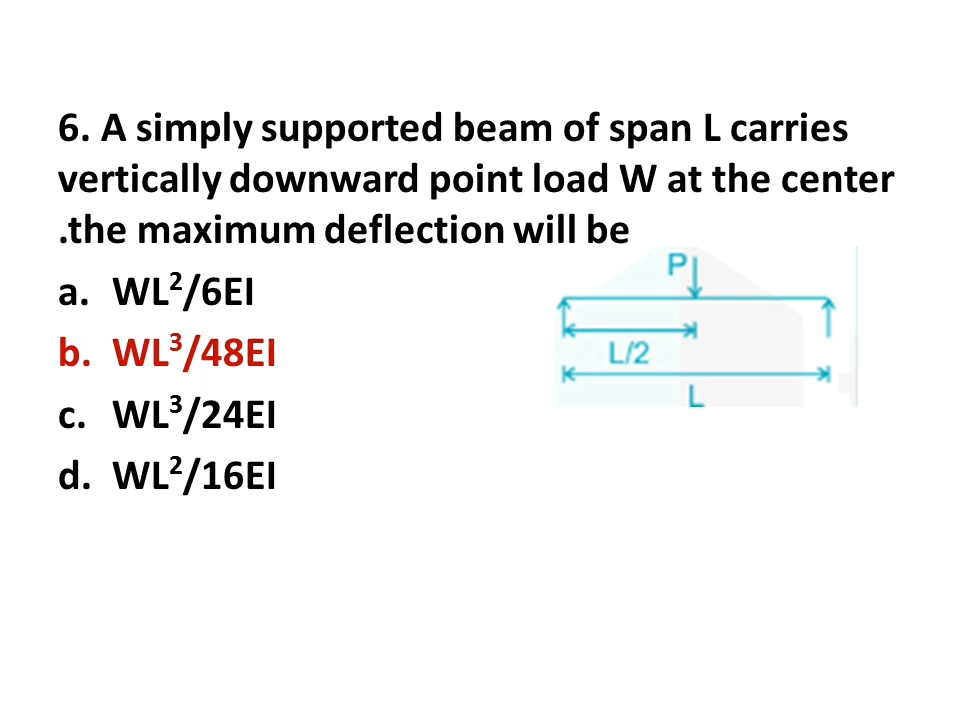 6. A simply supported beam of span L carries
vertically downward point load W at the center
.the maximum deflection will be
a. WL²/6EI
b. WL³/48EI
c. WL³/24EI
d. WL²/16EI
P
L/2
L